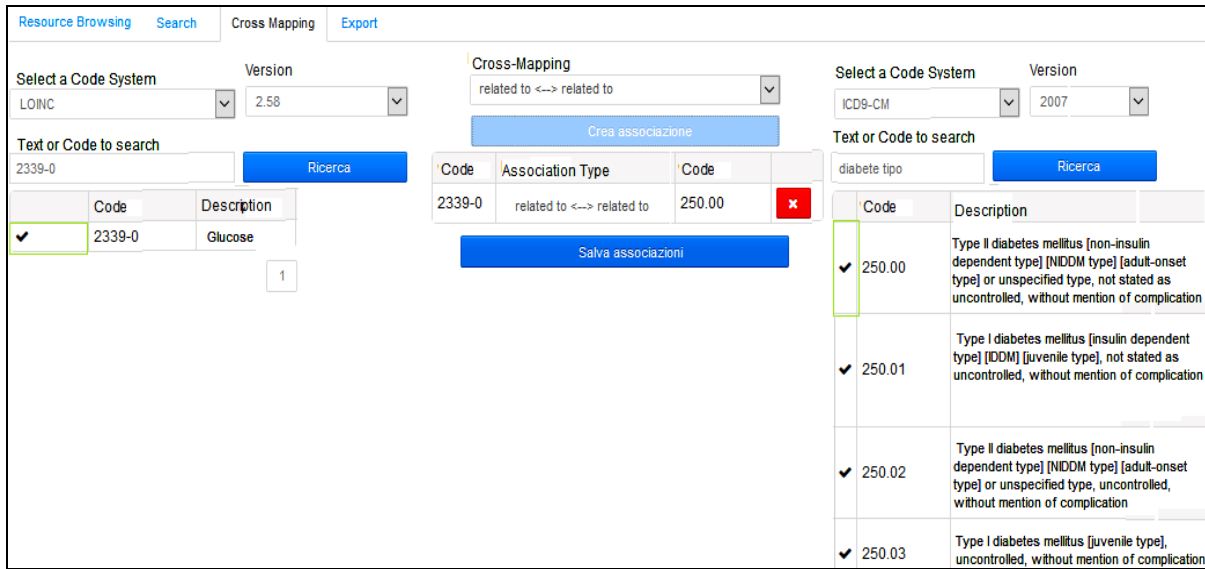 Resource Browsing Search Cross Mapping Export
Select a Code System Version
LOINC 2.58
Text or Code to search
2339-0 Ricerca
Code Description
2339-0 Glucose
1
Cross-Mapping
related to <--> related to
Crea associazione
Code Association Type Code
2339-0 related to <--> related to 250.00
Salva associazioni
Select a Code System Version
ICD9-CM 2007
Text or Code to search
diabete tipo Ricerca
Code Description
250.00
Type II diabetes mellitus [non-insulin
dependent type] [NIDDM type] [adult-onset
type] or unspecified type, not stated as
uncontrolled, without mention of complication
250.01
Type I diabetes mellitus [insulin dependent
type] [IDDM] [juvenile type], not stated as
uncontrolled, without mention of complication
250.02
Type II diabetes mellitus [non-insulin
dependent type] [NIDDM type] [adult-onset
type] or unspecified type, uncontrolled,
without mention of complication
250.03
Type I diabetes mellitus [juvenile type],
uncontrolled, without mention of complication